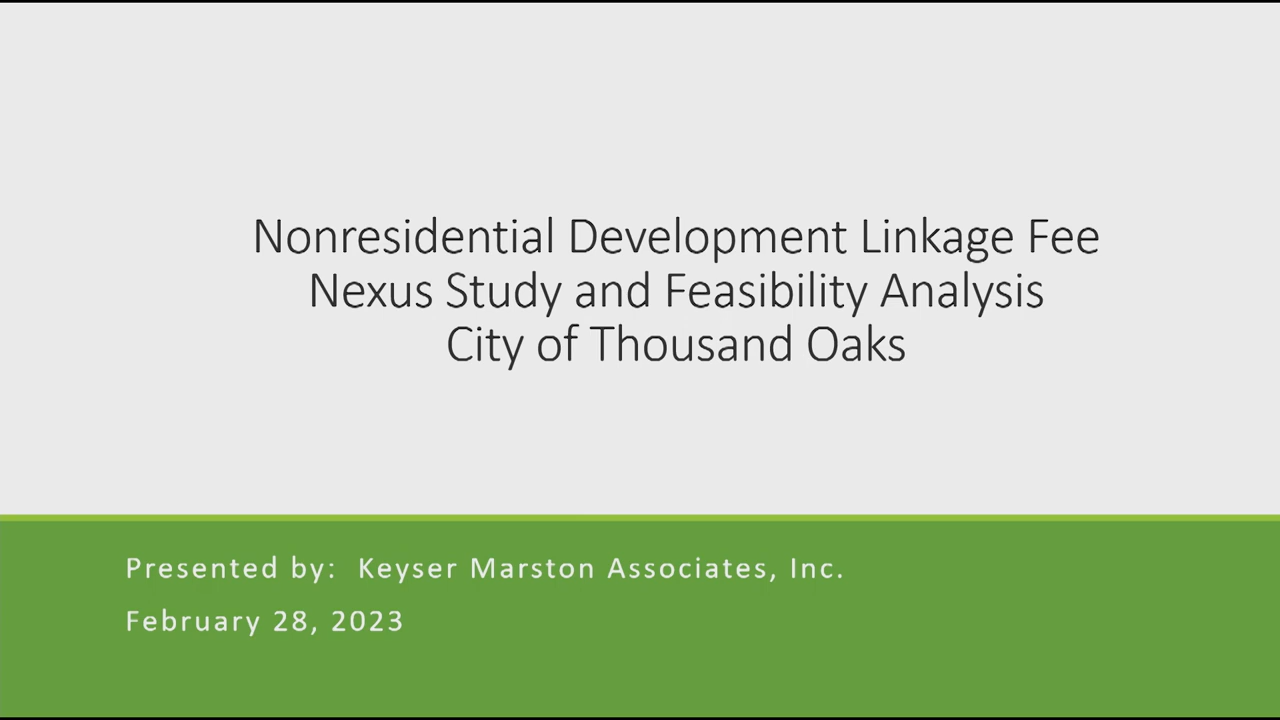 Nonresidential Development Linkage Fee
Nexus Study and Feasibility Analysis
City of Thousand Oaks
Presented by: Keyser Marston Associates, Inc.
February 28, 2023